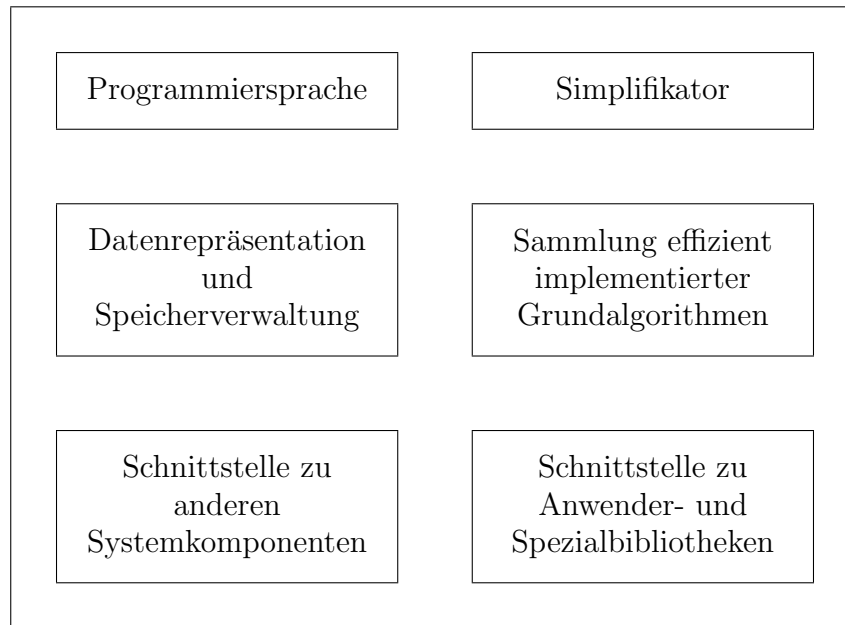 Programmiersprache
Simplifikator
Datenrepräsentation
und
Speicherverwaltung
Sammlung effizient
implementierter
Grundalgorithmen
Schnittstelle zu
anderen
Systemkomponenten
Schnittstelle zu
Anwender- und
Spezialbibliotheken